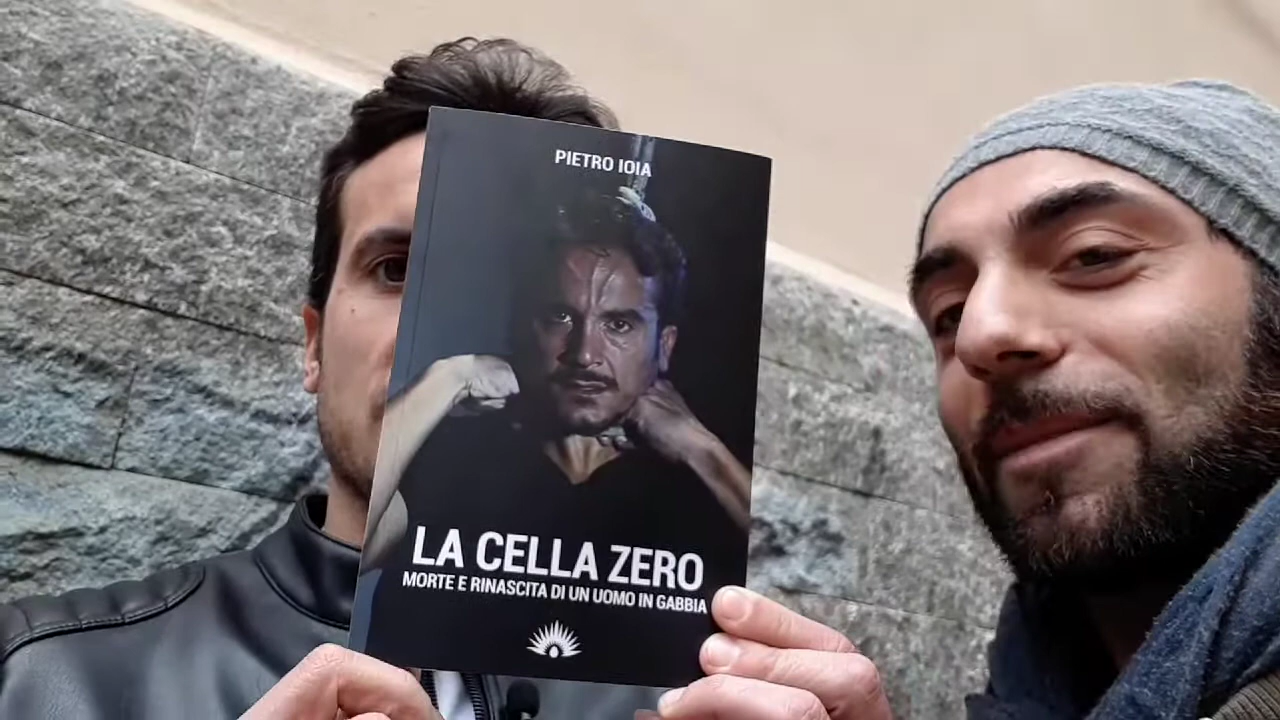 PIETRO IOIA
LA CELLA ZERO
MORTE E RINASCITA DI UN UOMO IN GABBIA